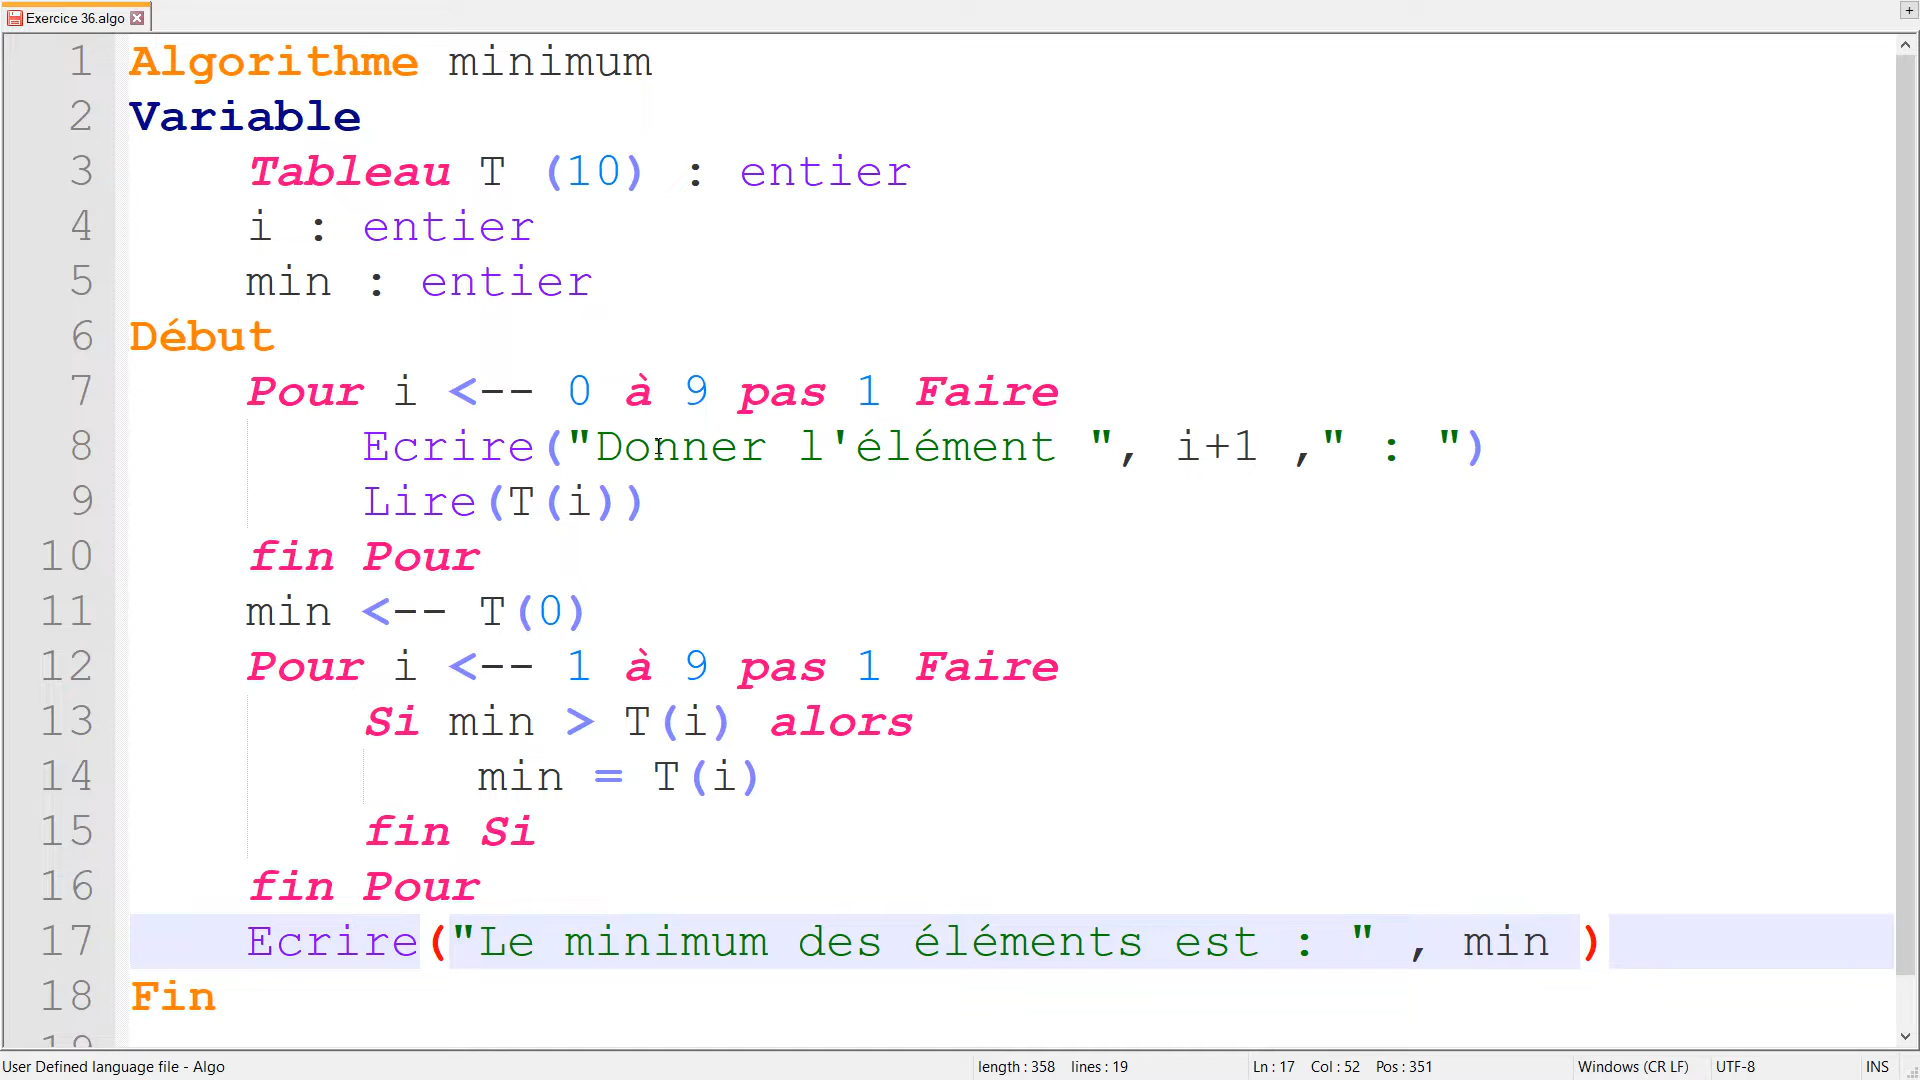 Exercice 36.algo
1 Algorithme minimum
2 Variable
3 Tableau T (10) : entier
4 i : entier
5 min : entier
6 Début
7 Pour i <-- 0 à 9 pas 1 Faire
8 Ecrire("Donner l'élément ", i+1 ," : ")
9 Lire(T(i))
10 fin Pour
11 min <-- T(0)
12 Pour i <-- 1 à 9 pas 1 Faire
13 Si min > T(i) alors
14 min = T(i)
15 fin Si
16 fin Pour
17 Ecrire("Le minimum des éléments est : " , min )
18 Fin
19
User Defined language file - Algo length : 358 lines : 19 Ln : 17 Col : 52 Pos : 351 Windows (CR LF) UTF-8 INS